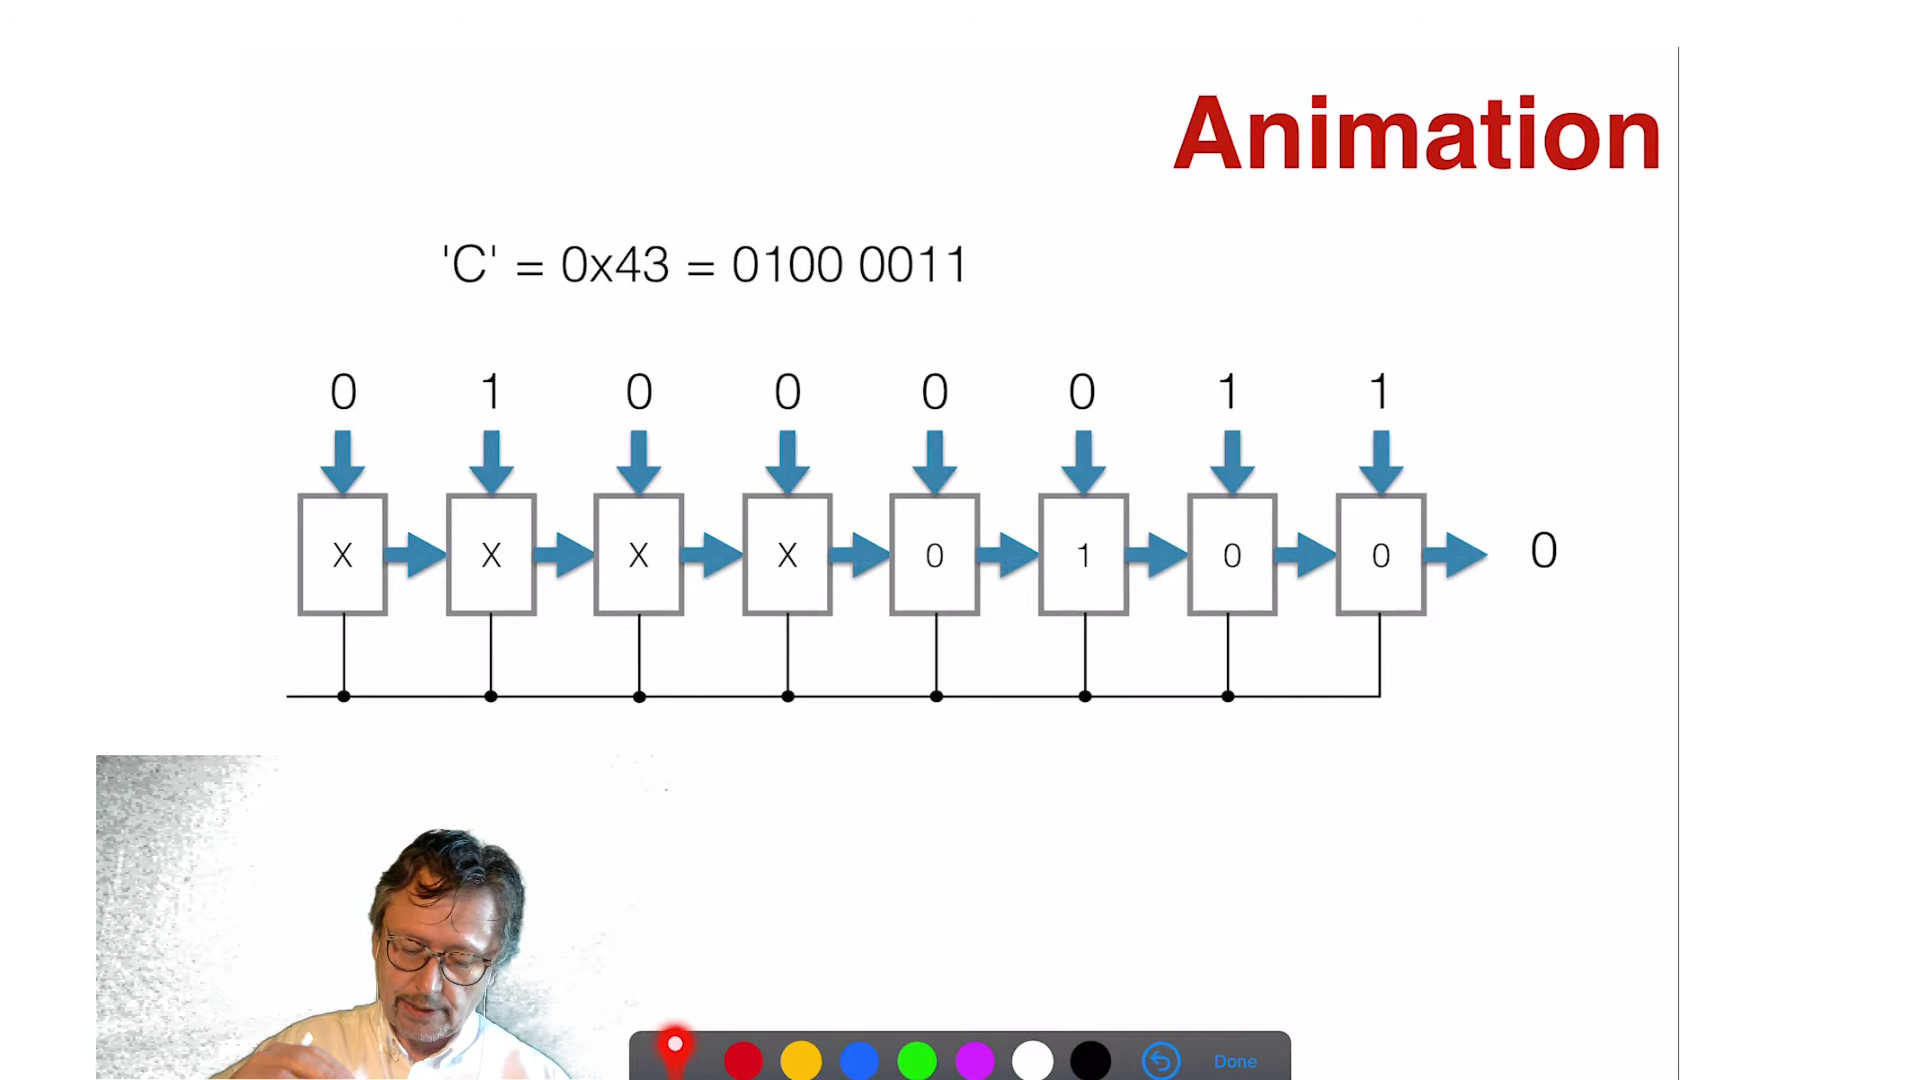 Animation
'C' = 0x43 = 0100 0011
0 1 0 0 0 0 1 1
X X X X 0 1 0 0 0
Done